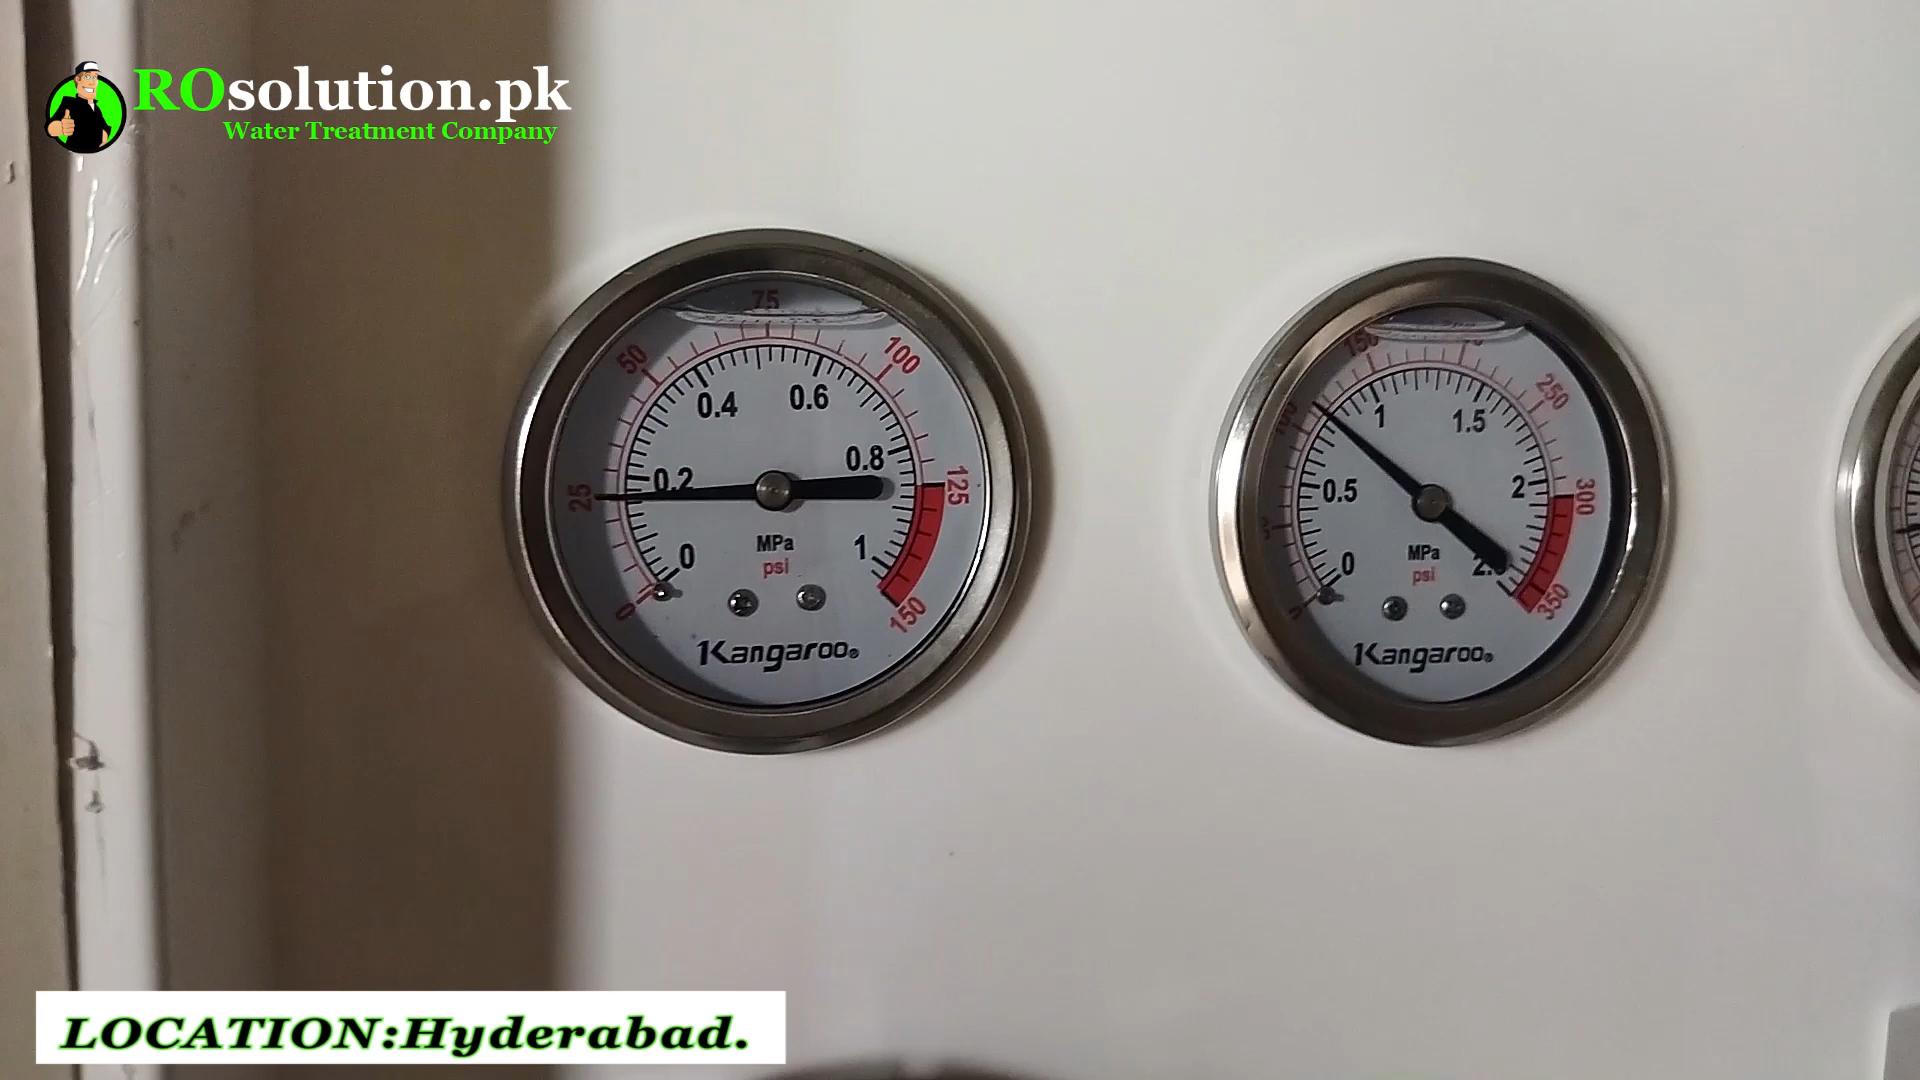 ROsolution.pk
Water Treatment Company
75
50
100
0.4
0.6
0.2
0.8
25
125
0
1
MPa
psi
0
150
Kangaroo®
150
250
100
1
1.5
0.5
2
300
0
MPa
psi
350
Kangaroo®
LOCATION:Hyderabad.